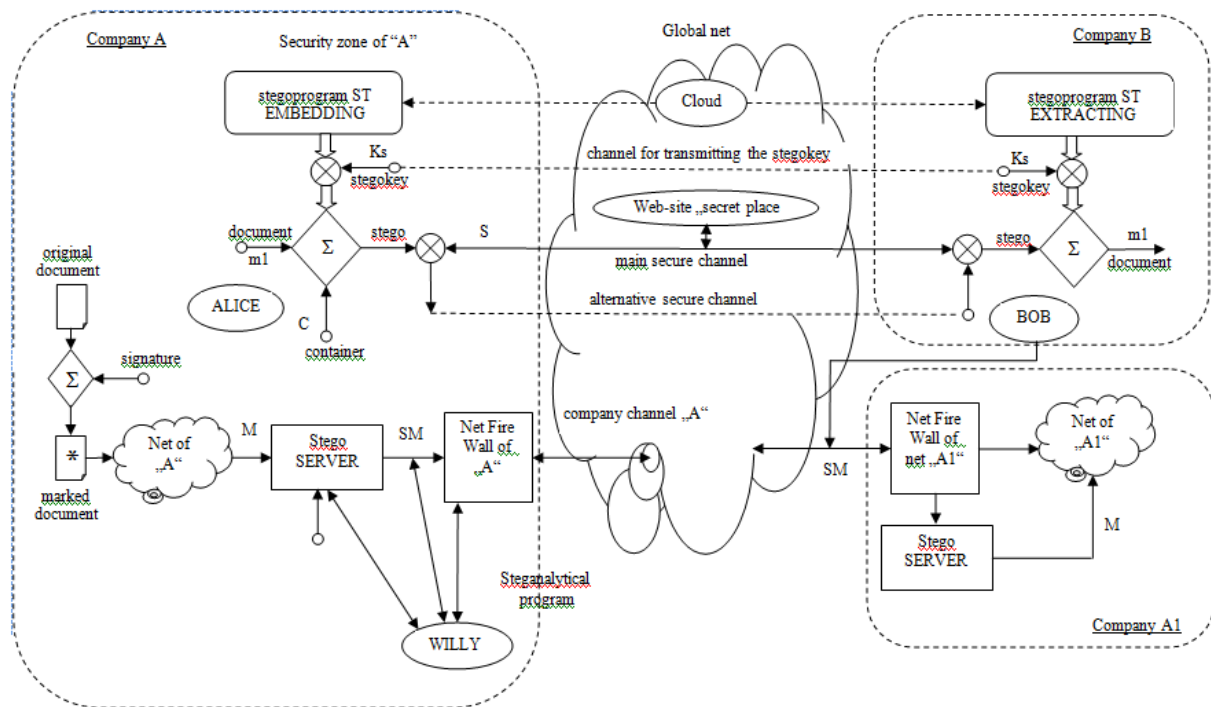 Company A
Security zone of “A”
Global net
Company B
stegoprogram ST
EMBEDDING
Cloud
stegoprogram ST
EXTRACTING
Ks
stegokey
channel for transmitting the stegokey
Ks
stegokey
Web-site „secret place
document
m1
Σ
stego
S
main secure channel
stego
Σ
m1
document
original
document
ALICE
C
container
alternative secure channel
BOB
signature
Σ
*
marked
document
Net of
„A“
M
Stego
SERVER
SM
Net Fire
Wall of
„A“
company channel „A“
SM
Net Fire
Wall of
net „A1“
Net of
„A1“
Stego
SERVER
M
Steganalytical
program
WILLY
Company A1